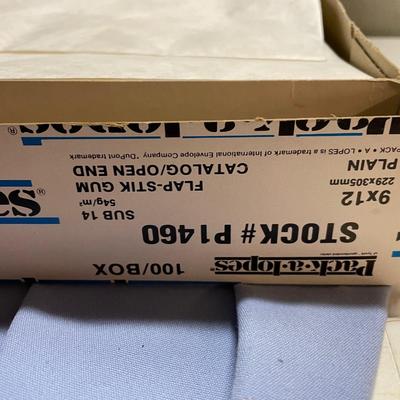 Pack·a·lopes®
100/BOX
STOCK# P1460
SUB 14
54g/m²
9x12
229x305mm
PLAIN
FLAP-STIK GUM
CATALOG/OPEN END
PACK • A • LOPES is a trademark of International Envelope Company *DuPont trademark
es®
®